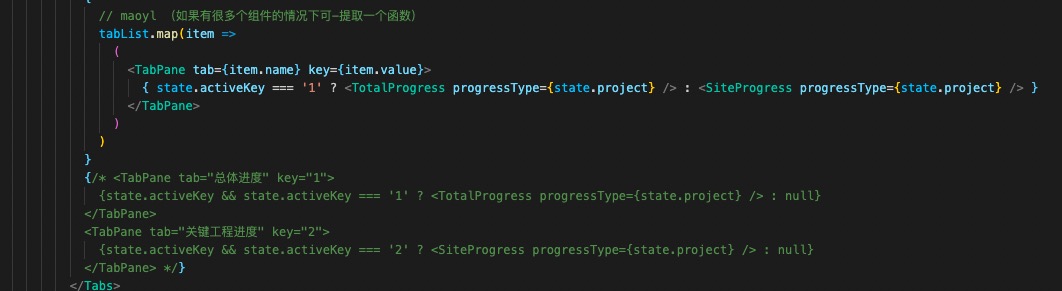 {
// maoyl （如果有很多个组件的情况下可—提取一个函数）
tabList.map(item =>
(
<TabPane tab={item.name} key={item.value}>
{ state.activeKey === '1' ? <TotalProgress progressType={state.project} /> : <SiteProgress progressType={state.project} /> }
</TabPane>
)
)
}
{/* <TabPane tab="总体进度" key="1">
{state.activeKey && state.activeKey === '1' ? <TotalProgress progressType={state.project} /> : null}
</TabPane>
<TabPane tab="关键工程进度" key="2">
{state.activeKey && state.activeKey === '2' ? <SiteProgress progressType={state.project} /> : null}
</TabPane> */}
</Tabs>